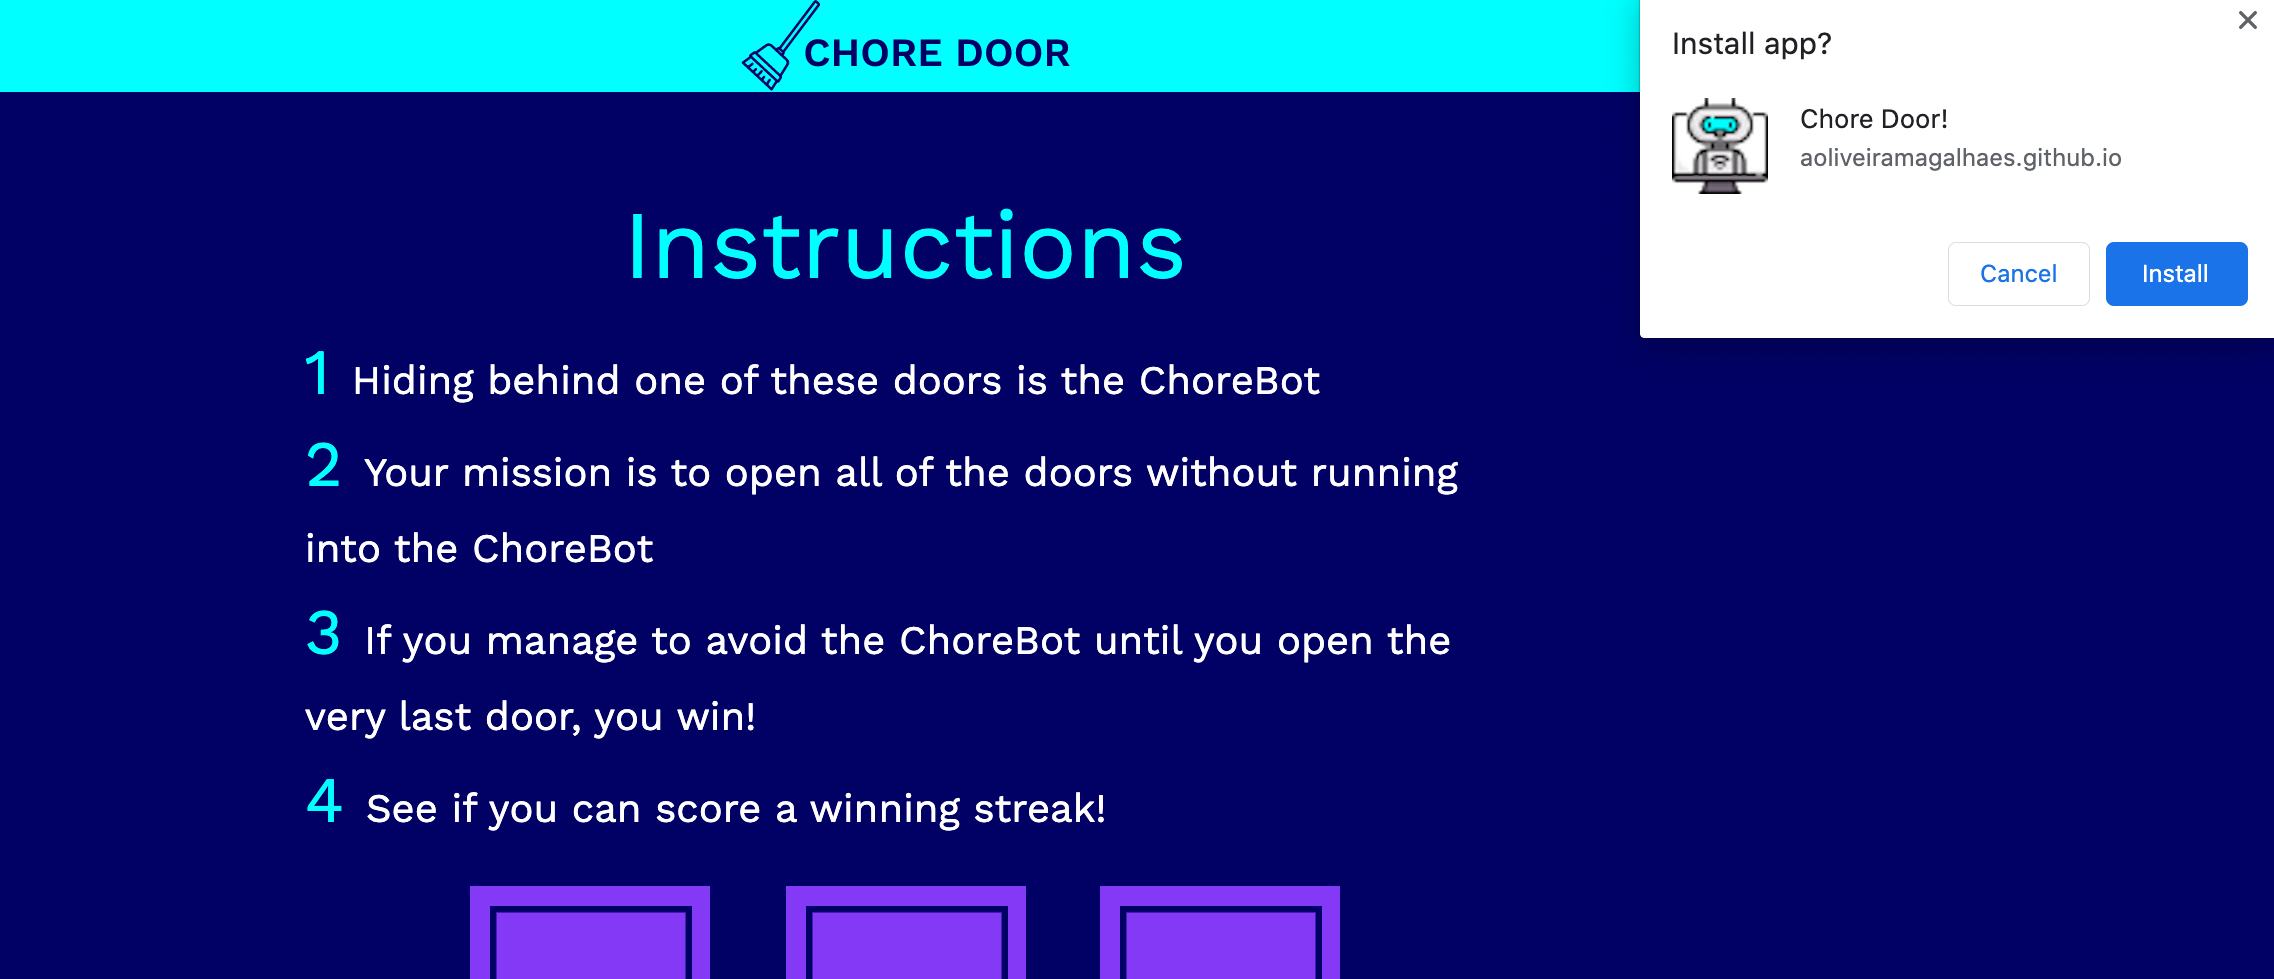 CHORE DOOR
Install app?
Chore Door!
aoliveiramagalhaes.github.io
Cancel
Install
Instructions
1 Hiding behind one of these doors is the ChoreBot
2 Your mission is to open all of the doors without running
into the ChoreBot
3 If you manage to avoid the ChoreBot until you open the
very last door, you win!
4 See if you can score a winning streak!